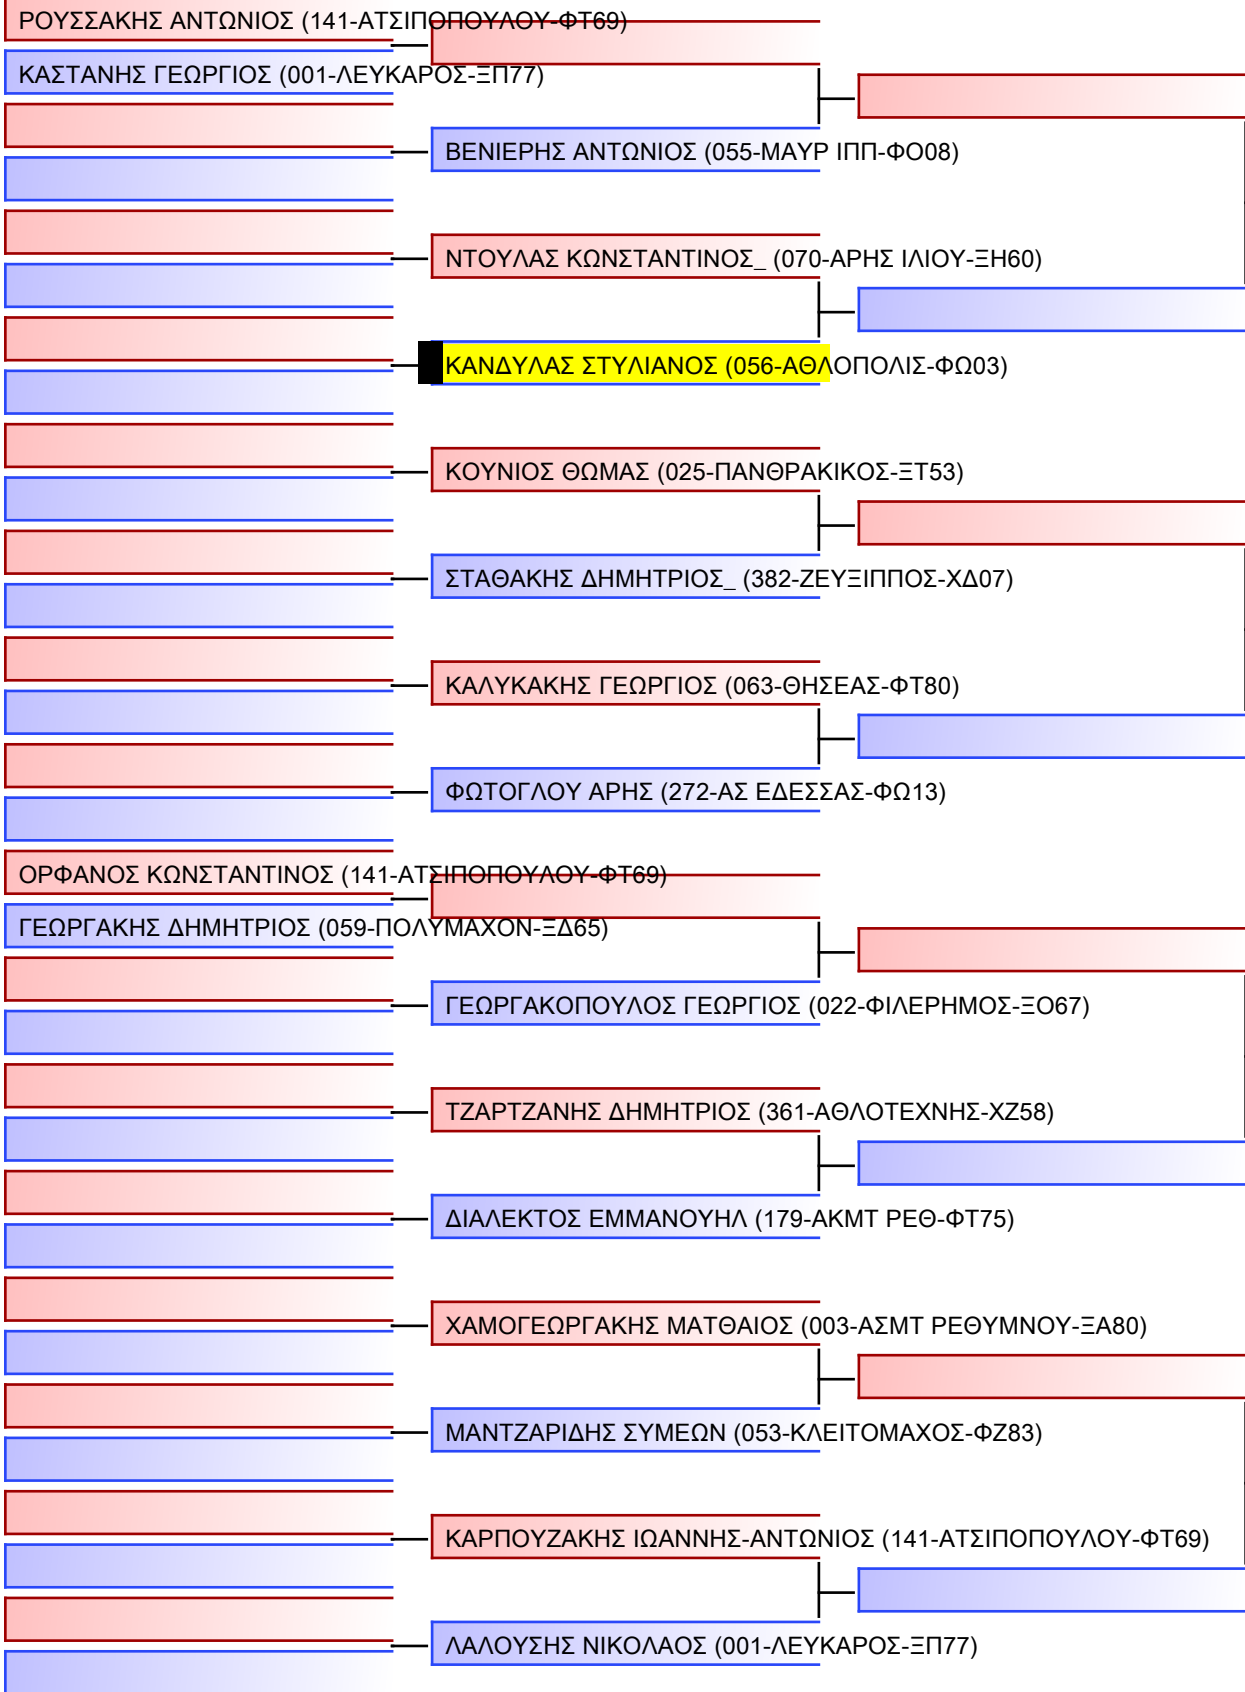 ΡΟΥΣΣΑΚΗΣ ΑΝΤΩΝΙΟΣ (141-ΑΤΣΙΠΟΠΟΥΛΟΥ-ΦΤ69)
ΚΑΣΤΑΝΗΣ ΓΕΩΡΓΙΟΣ (001-ΛΕΥΚΑΡΟΣ-ΞΠ77)
ΒΕΝΙΕΡΗΣ ΑΝΤΩΝΙΟΣ (055-ΜΑΥΡ ΙΠΠ-ΦΟ08)
ΝΤΟΥΛΑΣ ΚΩΝΣΤΑΝΤΙΝΟΣ_ (070-ΑΡΗΣ ΙΛΙΟΥ-ΞΗ60)
ΚΑΝΔΥΛΑΣ ΣΤΥΛΙΑΝΟΣ (056-ΑΘΛΟΠΟΛΙΣ-ΦΩ03)
ΚΟΥΝΙΟΣ ΘΩΜΑΣ (025-ΠΑΝΘΡΑΚΙΚΟΣ-ΞΤ53)
ΣΤΑΘΑΚΗΣ ΔΗΜΗΤΡΙΟΣ_ (382-ΖΕΥΞΙΠΠΟΣ-ΧΔ07)
ΚΑΛΥΚΑΚΗΣ ΓΕΩΡΓΙΟΣ (063-ΘΗΣΕΑΣ-ΦΤ80)
ΦΩΤΟΓΛΟΥ ΑΡΗΣ (272-ΑΣ ΕΔΕΣΣΑΣ-ΦΩ13)
ΟΡΦΑΝΟΣ ΚΩΝΣΤΑΝΤΙΝΟΣ (141-ΑΤΣΙΠΟΠΟΥΛΟΥ-ΦΤ69)
ΓΕΩΡΓΑΚΗΣ ΔΗΜΗΤΡΙΟΣ (059-ΠΟΛΥΜΑΧΟΝ-ΞΔ65)
ΓΕΩΡΓΑΚΟΠΟΥΛΟΣ ΓΕΩΡΓΙΟΣ (022-ΦΙΛΕΡΗΜΟΣ-ΞΟ67)
ΤΖΑΡΤΖΑΝΗΣ ΔΗΜΗΤΡΙΟΣ (361-ΑΘΛΟΤΕΧΝΗΣ-ΧΖ58)
ΔΙΑΛΕΚΤΟΣ ΕΜΜΑΝΟΥΗΛ (179-ΑΚΜΤ ΡΕΘ-ΦΤ75)
ΧΑΜΟΓΕΩΡΓΑΚΗΣ ΜΑΤΘΑΙΟΣ (003-ΑΣΜΤ ΡΕΘΥΜΝΟΥ-ΞΑ80)
ΜΑΝΤΖΑΡΙΔΗΣ ΣΥΜΕΩΝ (053-ΚΛΕΙΤΟΜΑΧΟΣ-ΦΖ83)
ΚΑΡΠΟΥΖΑΚΗΣ ΙΩΑΝΝΗΣ-ΑΝΤΩΝΙΟΣ (141-ΑΤΣΙΠΟΠΟΥΛΟΥ-ΦΤ69)
ΛΑΛΟΥΣΗΣ ΝΙΚΟΛΑΟΣ (001-ΛΕΥΚΑΡΟΣ-ΞΠ77)